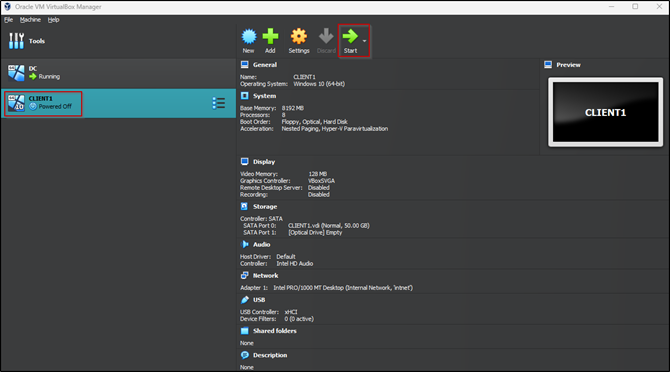 Oracle VM VirtualBox Manager
File Machine Help
Tools
New Add Settings Discard Start
DC
Running
CLIENT1
Powered Off
General
Name: CLIENT1
Operating System: Windows 10 (64-bit)
System
Base Memory: 8192 MB
Processors: 8
Boot Order: Floppy, Optical, Hard Disk
Acceleration: Nested Paging, Hyper-V Paravirtualization
Preview
CLIENT1
Display
Video Memory: 128 MB
Graphics Controller: VBoxSVGA
Remote Desktop Server: Disabled
Recording: Disabled
Storage
Controller: SATA
SATA Port 0: CLIENT1.vdi (Normal, 50.00 GB)
SATA Port 1: [Optical Drive] Empty
Audio
Host Driver: Default
Controller: Intel HD Audio
Network
Adapter 1: Intel PRO/1000 MT Desktop (Internal Network, 'intnet')
USB
USB Controller: xHCI
Device Filters: 0 (0 active)
Shared folders
None
Description
None